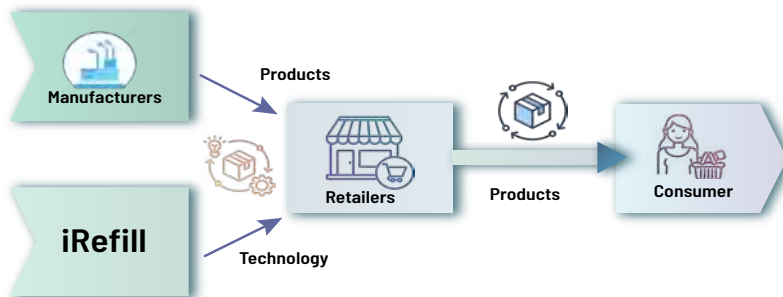 Manufacturers
Products
Retailers
Products
Consumer
iRefill
Technology